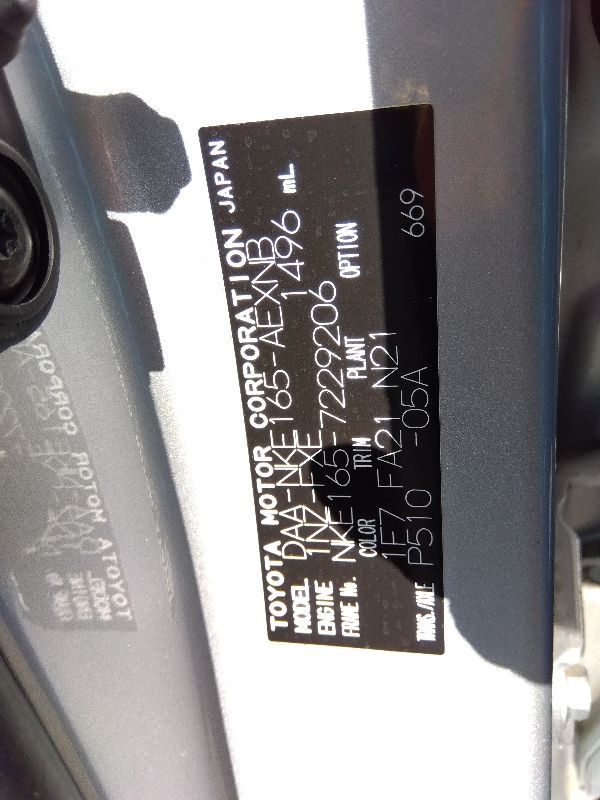 TOYOTA MOTOR CORPORATION JAPAN
MODEL DAA-NKE165-AEXNB
ENGINE 1NZ-FXE 1496 mL
FRAME No. NKE165-7229206
COLOR TRIM PLANT OPTION
1F7 FA21 N21
TRANS./AXLE P510 -05A 669